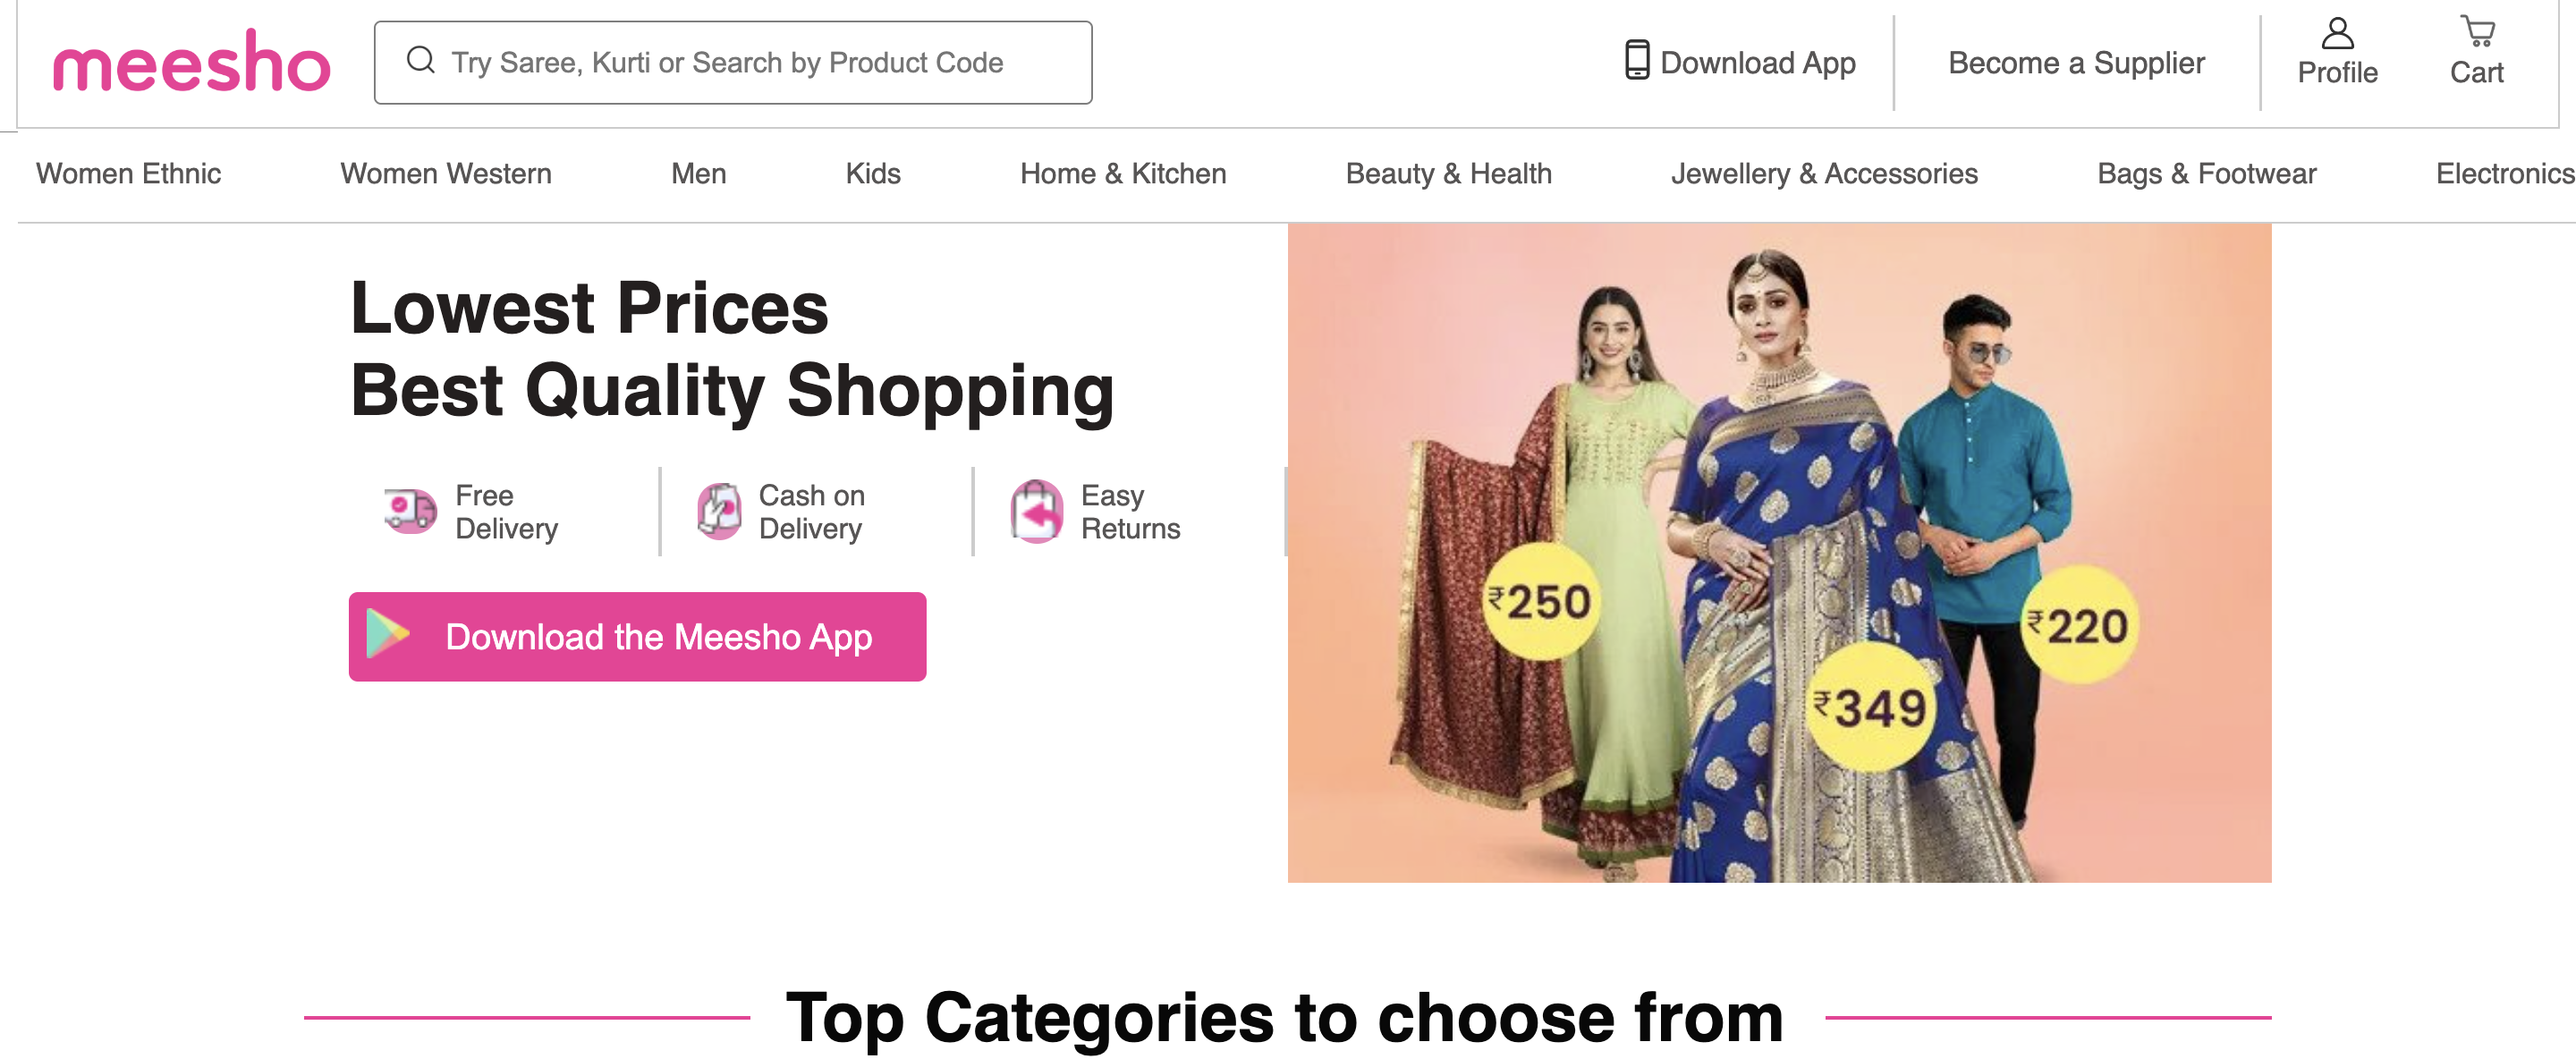 meesho
Try Saree, Kurti or Search by Product Code
Download App
Become a Supplier
Profile
Cart
Women Ethnic
Women Western
Men
Kids
Home & Kitchen
Beauty & Health
Jewellery & Accessories
Bags & Footwear
Electronics
Lowest Prices
Best Quality Shopping
Free
Delivery
Cash on
Delivery
Easy
Returns
Download the Meesho App
₹250
₹349
₹220
Top Categories to choose from